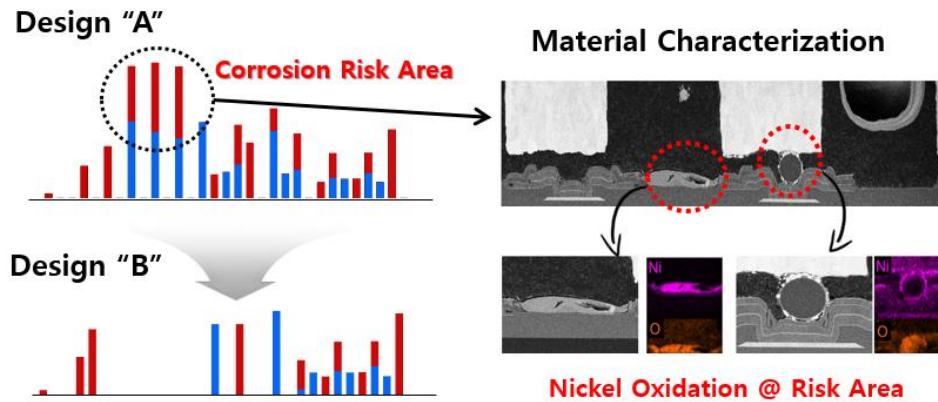 Design “A”
Corrosion Risk Area
Material Characterization
Design “B”
Ni
O
Ni
O
Nickel Oxidation @ Risk Area